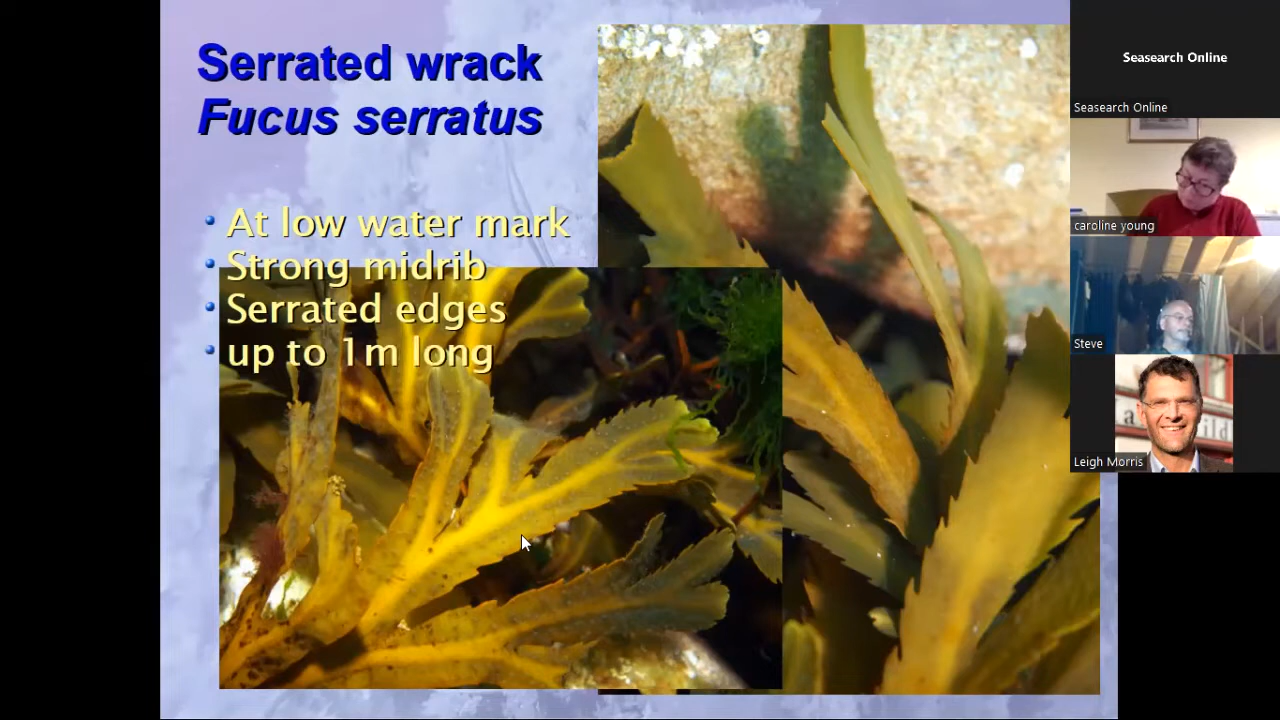 Serrated wrack
Fucus serratus
At low water mark
Strong midrib
Serrated edges
up to 1m long
Seasearch Online
Seasearch Online
caroline young
Steve
Leigh Morris